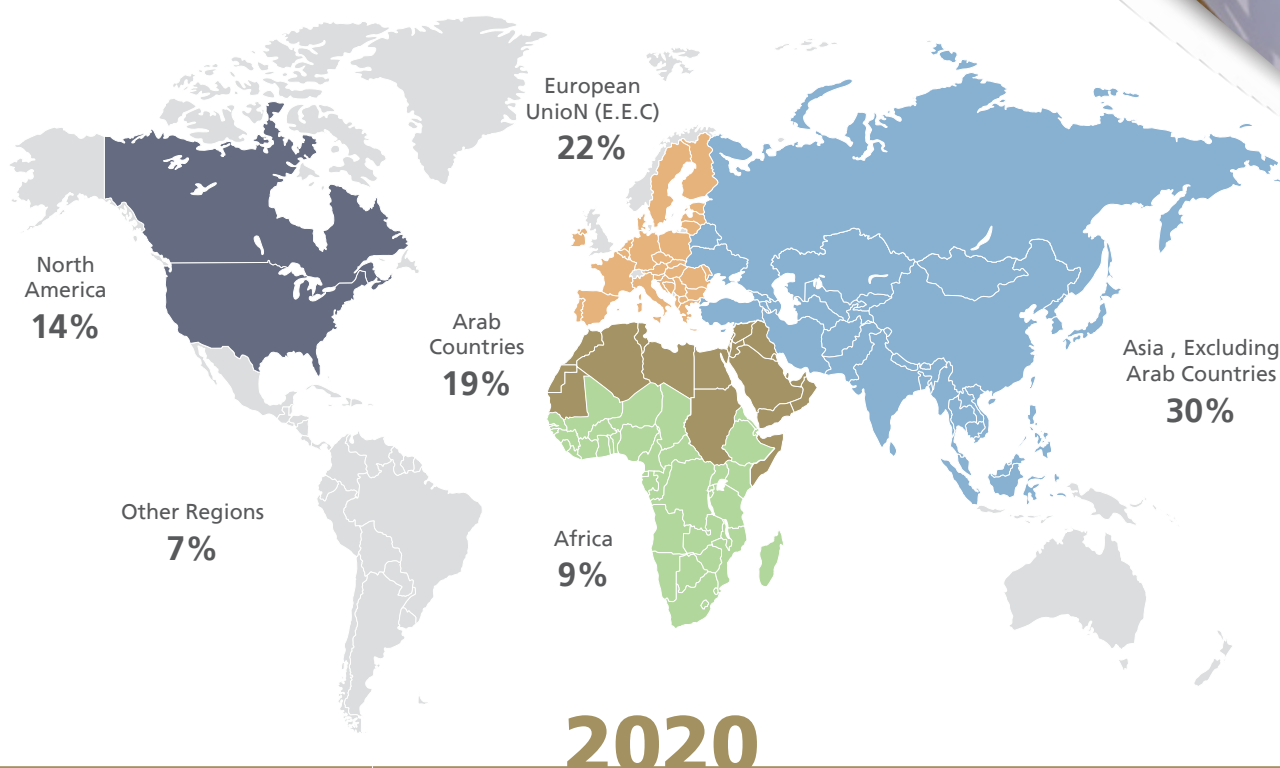 European
UnioN (E.E.C)
22%
North
America
14%
Arab
Countries
19%
Asia , Excluding
Arab Countries
30%
Other Regions
7%
Africa
9%
2020